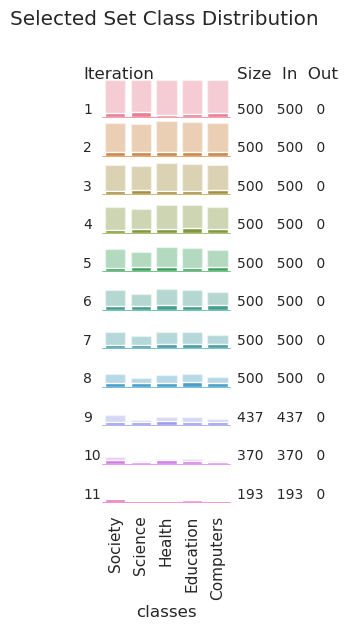 Selected Set Class Distribution
Iteration Size In Out
1 500 500 0
2 500 500 0
3 500 500 0
4 500 500 0
5 500 500 0
6 500 500 0
7 500 500 0
8 500 500 0
9 437 437 0
10 370 370 0
11 193 193 0
Society
Science
Health
Education
Computers
classes